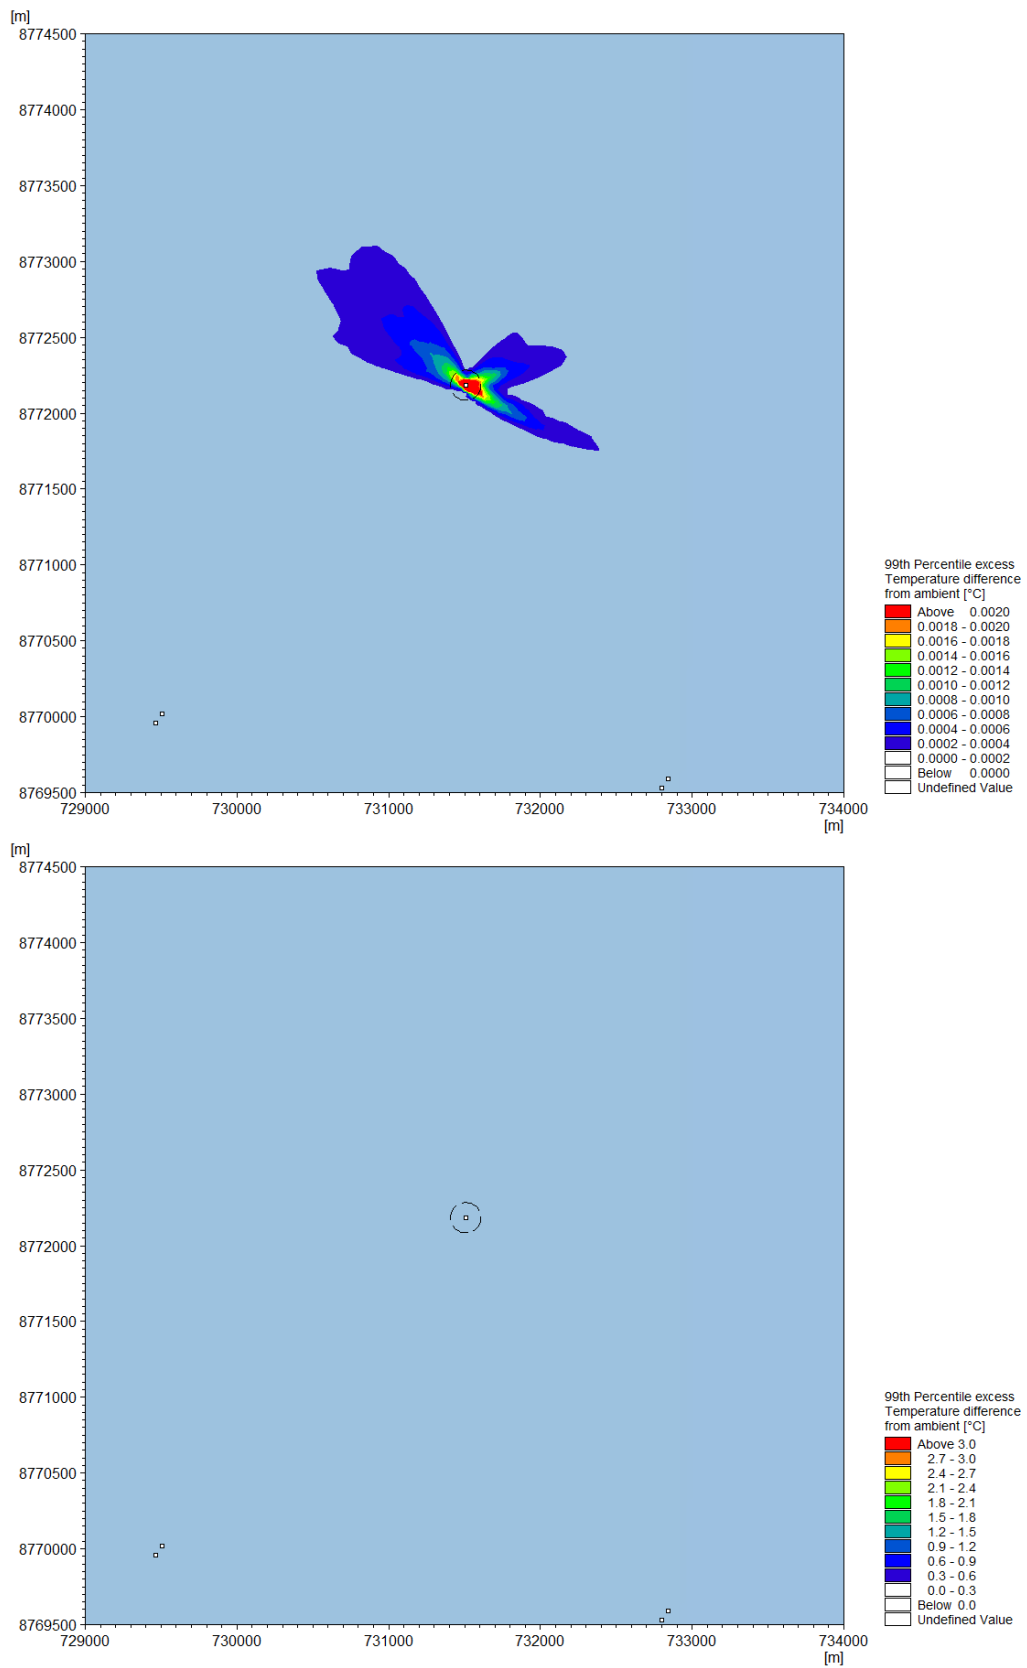 [m]
8774500
8774000
8773500
8773000
8772500
8772000
8771500
8771000
8770500
8770000
8769500
729000 730000 731000 732000 733000 734000
[m]
99th Percentile excess
Temperature difference
from ambient [°C]
Above 0.0020
0.0018 - 0.0020
0.0016 - 0.0018
0.0014 - 0.0016
0.0012 - 0.0014
0.0010 - 0.0012
0.0008 - 0.0010
0.0006 - 0.0008
0.0004 - 0.0006
0.0002 - 0.0004
0.0000 - 0.0002
Below 0.0000
Undefined Value
[m]
8774500
8774000
8773500
8773000
8772500
8772000
8771500
8771000
8770500
8770000
8769500
729000 730000 731000 732000 733000 734000
[m]
99th Percentile excess
Temperature difference
from ambient [°C]
Above 3.0
2.7 - 3.0
2.4 - 2.7
2.1 - 2.4
1.8 - 2.1
1.5 - 1.8
1.2 - 1.5
0.9 - 1.2
0.6 - 0.9
0.3 - 0.6
0.0 - 0.3
Below 0.0
Undefined Value